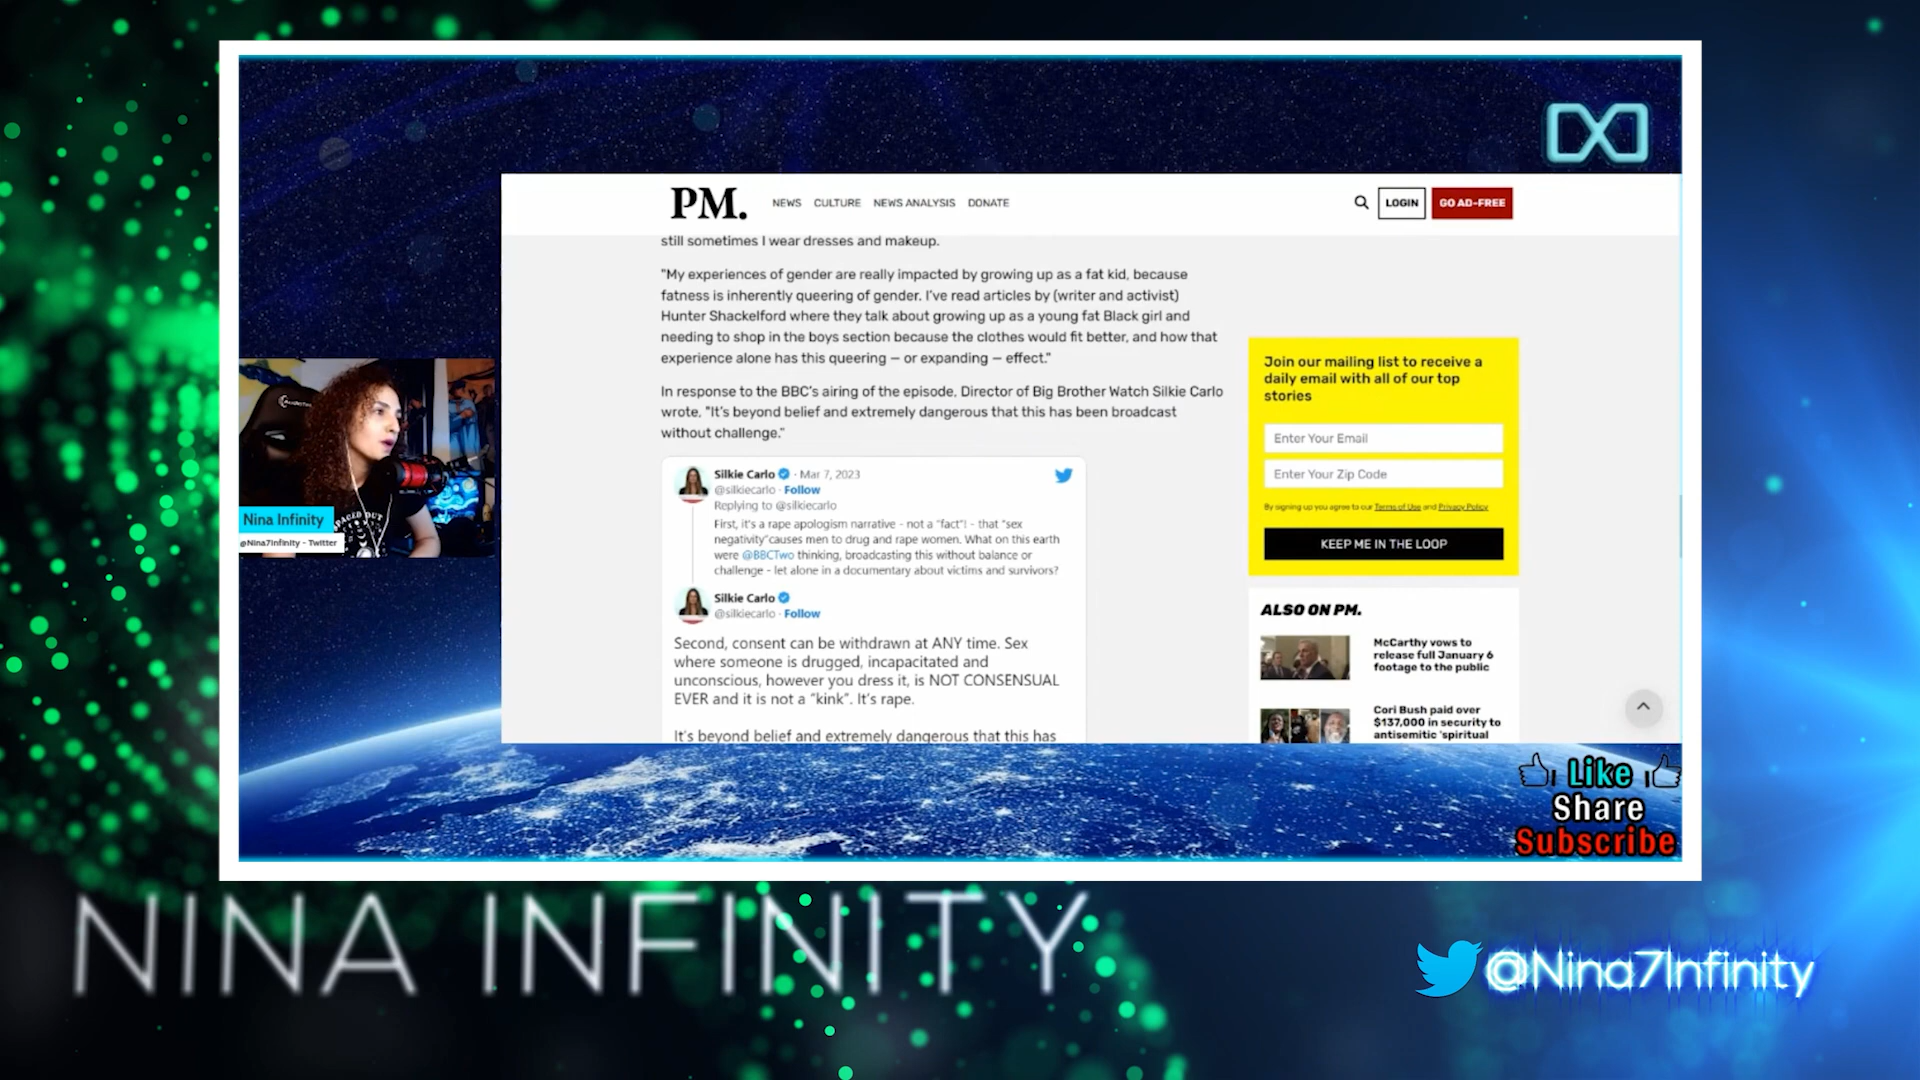 PM.
NEWS CULTURE NEWS ANALYSIS DONATE
LOGIN
GO AD-FREE
still sometimes I wear dresses and makeup.
"My experiences of gender are really impacted by growing up as a fat kid, because
fatness is inherently queering of gender. I've read articles by (writer and activist)
Hunter Shackelford where they talk about growing up as a young fat Black girl and
needing to shop in the boys section because the clothes would fit better, and how that
experience alone has this queering — or expanding — effect."
In response to the BBC's airing of the episode, Director of Big Brother Watch Silkie Carlo
wrote, "It's beyond belief and extremely dangerous that this has been broadcast
without challenge."
Silkie Carlo · Mar 7, 2023
@silkiecarlo · Follow
Replying to @silkiecarlo
First, it's a rape apologism narrative - not a "fact"! - that "sex
negativity"causes men to drug and rape women. What on this earth
were @BBCTwo thinking, broadcasting this without balance or
challenge - let alone in a documentary about victims and survivors?
Silkie Carlo
@silkiecarlo · Follow
Second, consent can be withdrawn at ANY time. Sex
where someone is drugged, incapacitated and
unconscious, however you dress it, is NOT CONSENSUAL
EVER and it is not a "kink". It's rape.
It's beyond belief and extremely dangerous that this has
Join our mailing list to receive a
daily email with all of our top
stories
Enter Your Email
Enter Your Zip Code
By signing up you agree to our Terms of Use and Privacy Policy
KEEP ME IN THE LOOP
ALSO ON PM.
McCarthy vows to
release full January 6
footage to the public
Cori Bush paid over
$137,000 in security to
antisemitic 'spiritual
Nina Infinity
@Nina7Infinity - Twitter
Like
Share
Subscribe
NINA INFINITY
@Nina7Infinity